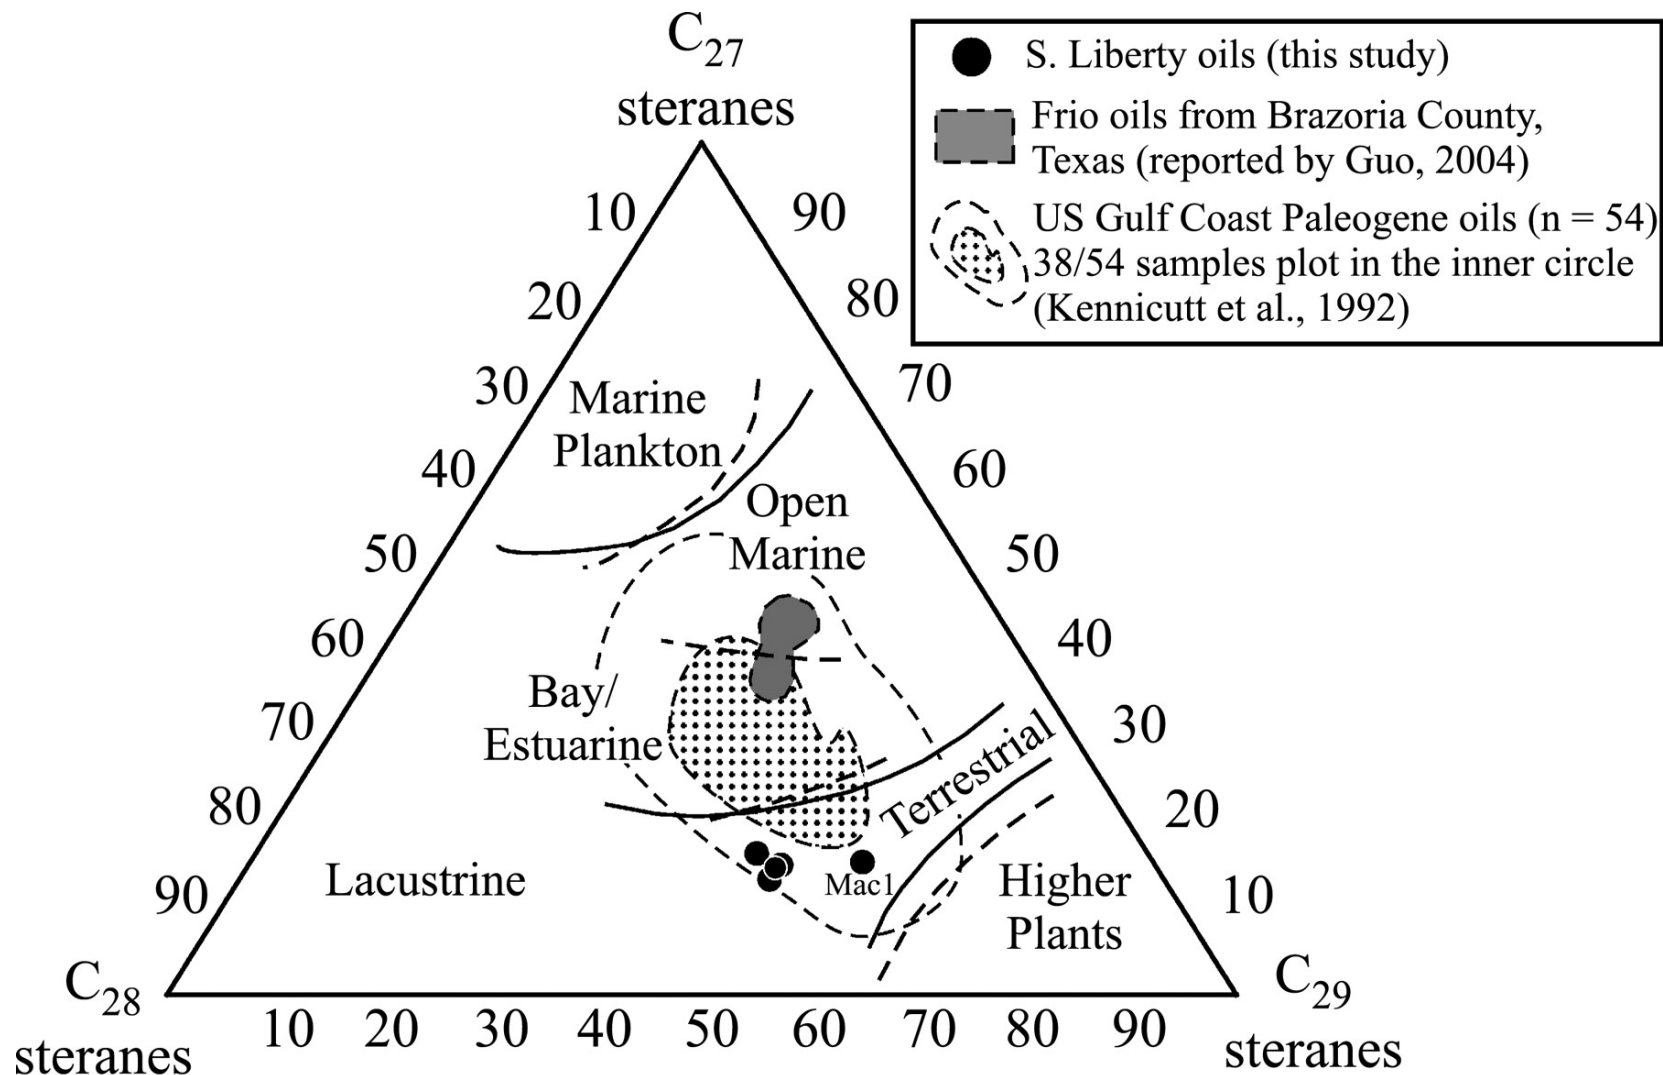 C27
steranes
S. Liberty oils (this study)
Frio oils from Brazoria County,
Texas (reported by Guo, 2004)
US Gulf Coast Paleogene oils (n = 54)
38/54 samples plot in the inner circle
(Kennicutt et al., 1992)
10
90
20
80
30
70
Marine
Plankton
40
60
Open
Marine
50
50
60
40
Bay/
Estuarine
70
30
Terrestrial
80
20
Lacustrine
Mac1
Higher
Plants
90
10
C28
steranes
10 20 30 40 50 60 70 80 90
C29
steranes